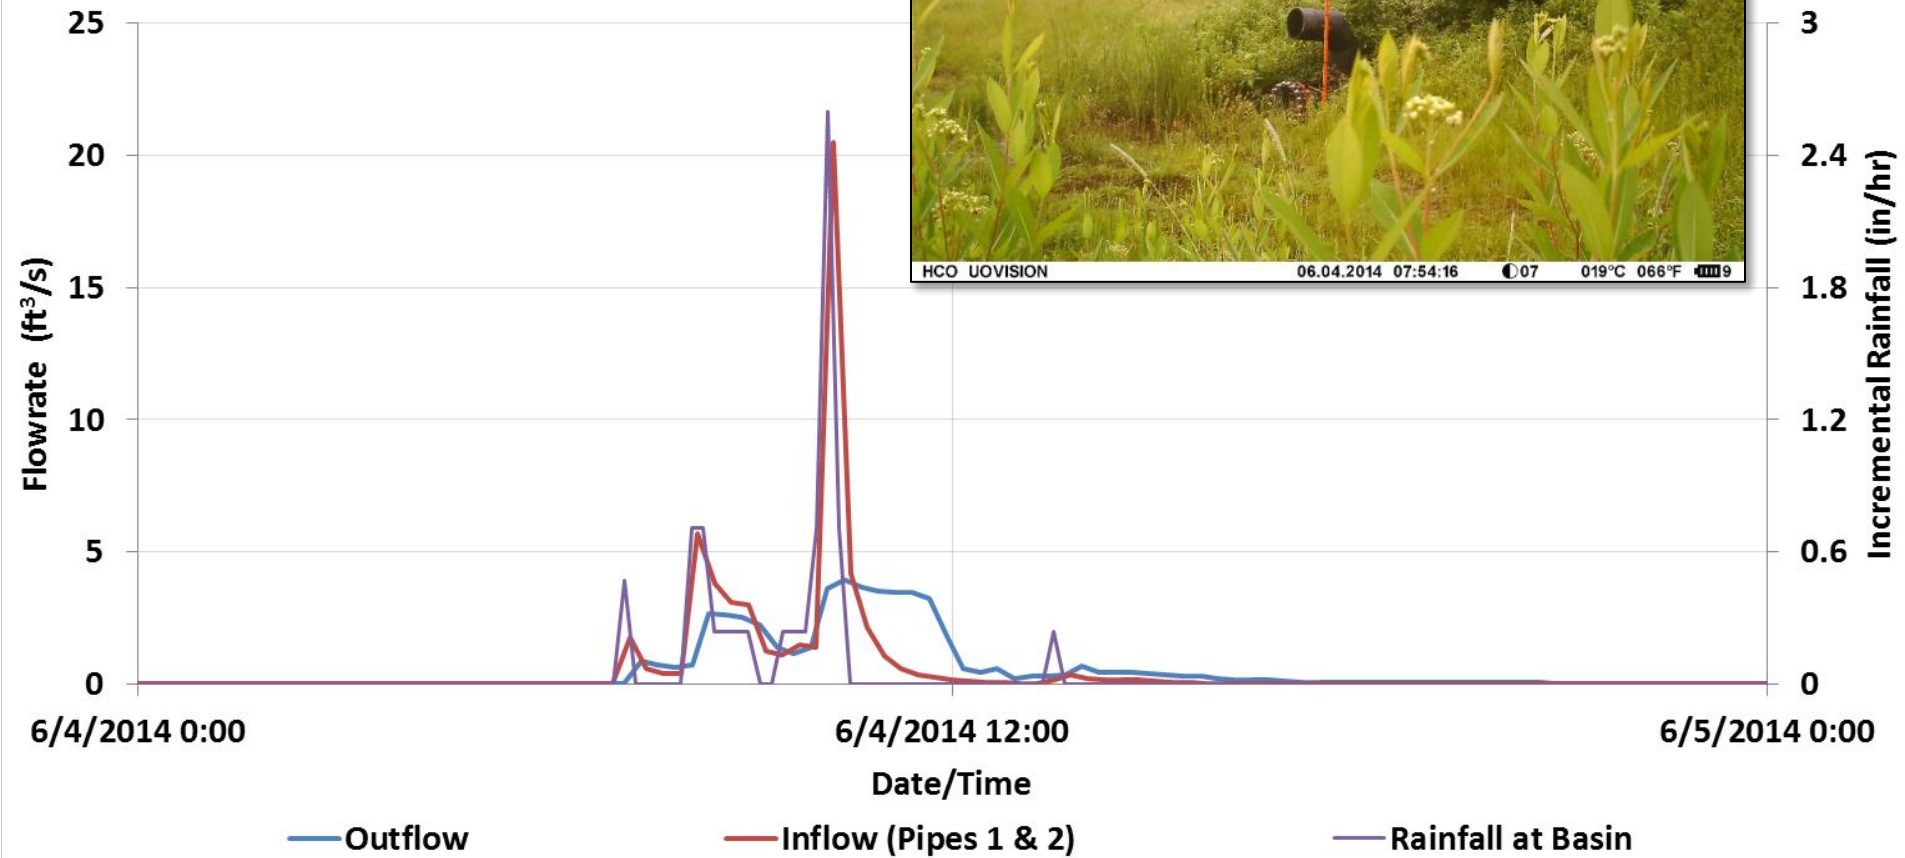 25
20
15
10
5
0
Flowrate (ft³/s)
HCO UOVISION 06.04.2014 07:54:16 07 019°C 066°F 9
3
2.4
1.8
1.2
0.6
0
Incremental Rainfall (in/hr)
6/4/2014 0:00 6/4/2014 12:00 6/5/2014 0:00
Date/Time
Outflow Inflow (Pipes 1 & 2) Rainfall at Basin